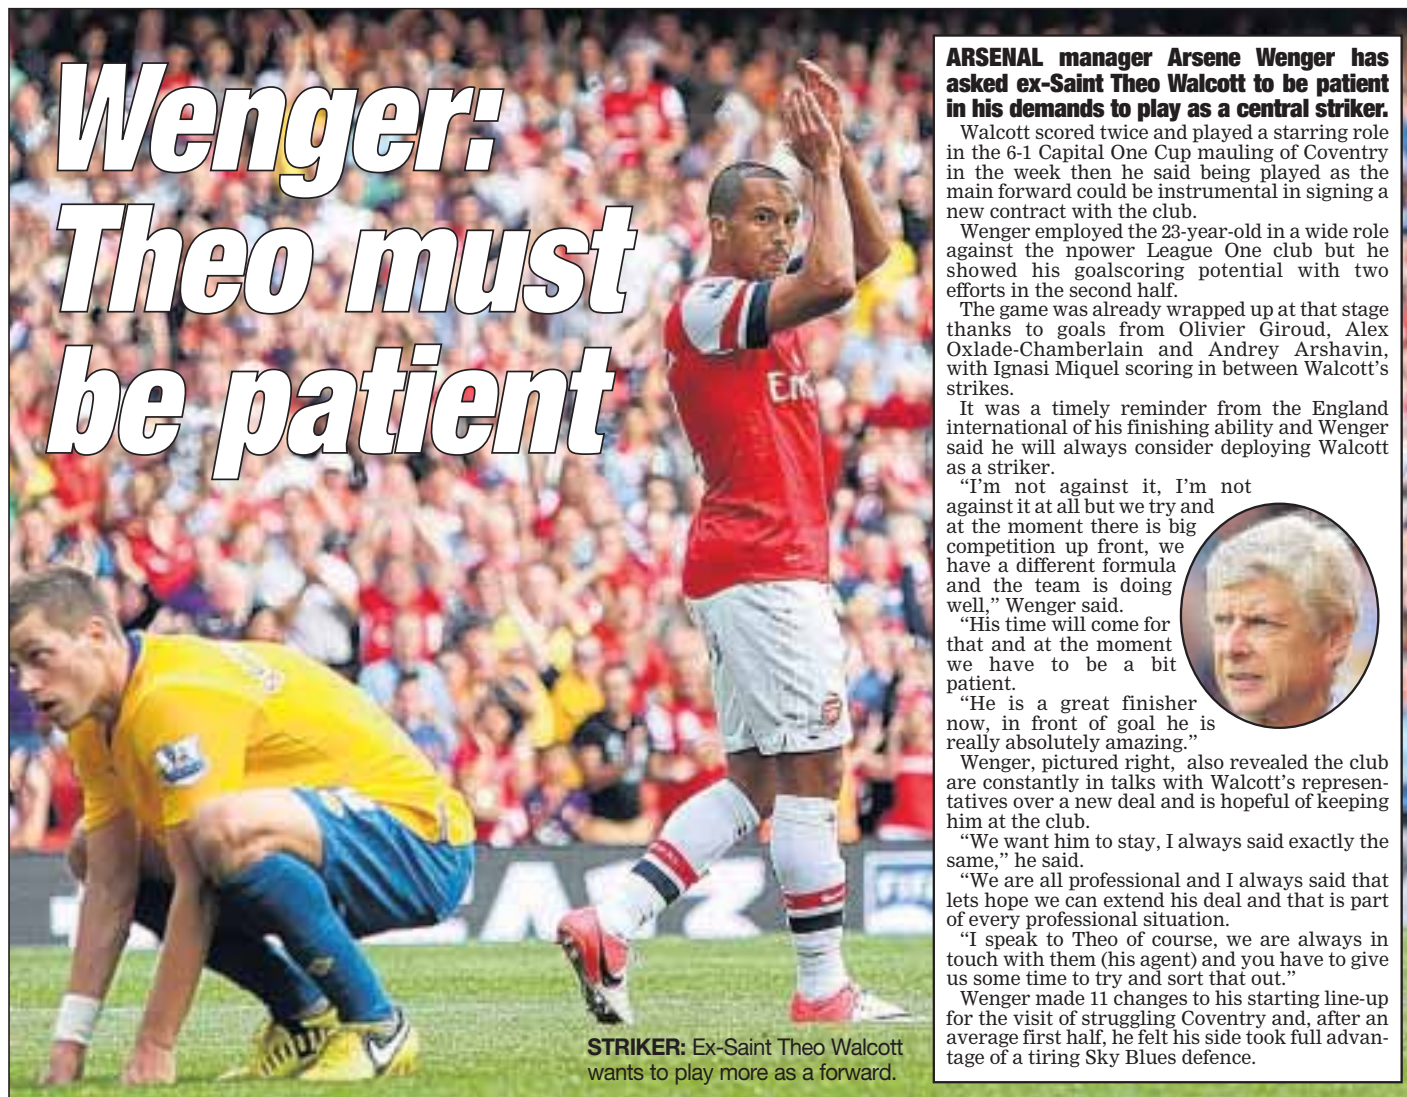 Wenger:
Theo must
be patient
ARSENAL manager Arsene Wenger has
asked ex-Saint Theo Walcott to be patient
in his demands to play as a central striker.
Walcott scored twice and played a starring role
in the 6-1 Capital One Cup mauling of Coventry
in the week then he said being played as the
main forward could be instrumental in signing a
new contract with the club.
Wenger employed the 23-year-old in a wide role
against the npower League One club but he
showed his goalscoring potential with two
efforts in the second half.
The game was already wrapped up at that stage
thanks to goals from Olivier Giroud, Alex
Oxlade-Chamberlain and Andrey Arshavin,
with Ignasi Miquel scoring in between Walcott's
strikes.
It was a timely reminder from the England
international of his finishing ability and Wenger
said he will always consider deploying Walcott
as a striker.
“I'm not against it, I'm not
against it at all but we try and
at the moment there is big
competition up front, we
have a different formula
and the team is doing
well,” Wenger said.
“His time will come for
that and at the moment
we have to be a bit
patient.
“He is a great finisher
now, in front of goal he is
really absolutely amazing.”
Wenger, pictured right, also revealed the club
are constantly in talks with Walcott's represen-
tatives over a new deal and is hopeful of keeping
him at the club.
“We want him to stay, I always said exactly the
same,” he said.
“We are all professional and I always said that
lets hope we can extend his deal and that is part
of every professional situation.
“I speak to Theo of course, we are always in
touch with them (his agent) and you have to give
us some time to try and sort that out.”
Wenger made 11 changes to his starting line-up
for the visit of struggling Coventry and, after an
average first half, he felt his side took full advan-
tage of a tiring Sky Blues defence.
STRIKER: Ex-Saint Theo Walcott
wants to play more as a forward.